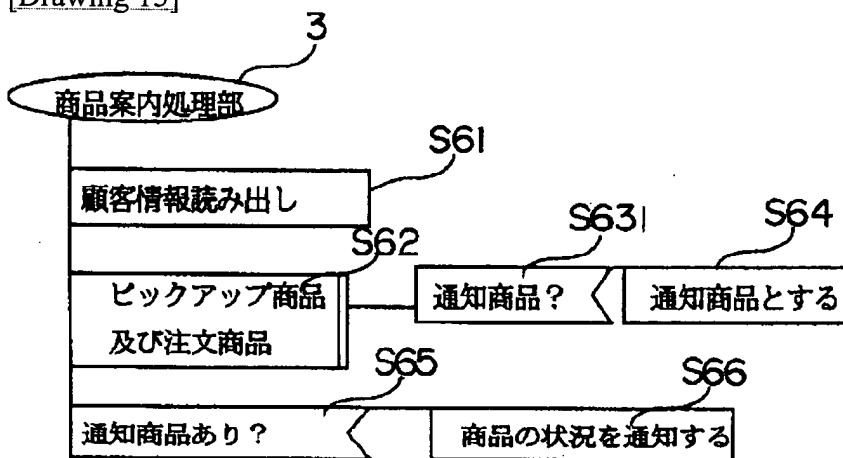 [Drawing 15]
3
商品案内処理部
S61
顧客情報読み出し
S62
S631
S64
ピックアップ商品
及び注文商品
通知商品?
通知商品とする
S65
S66
通知商品あり?
商品の状況を通知する